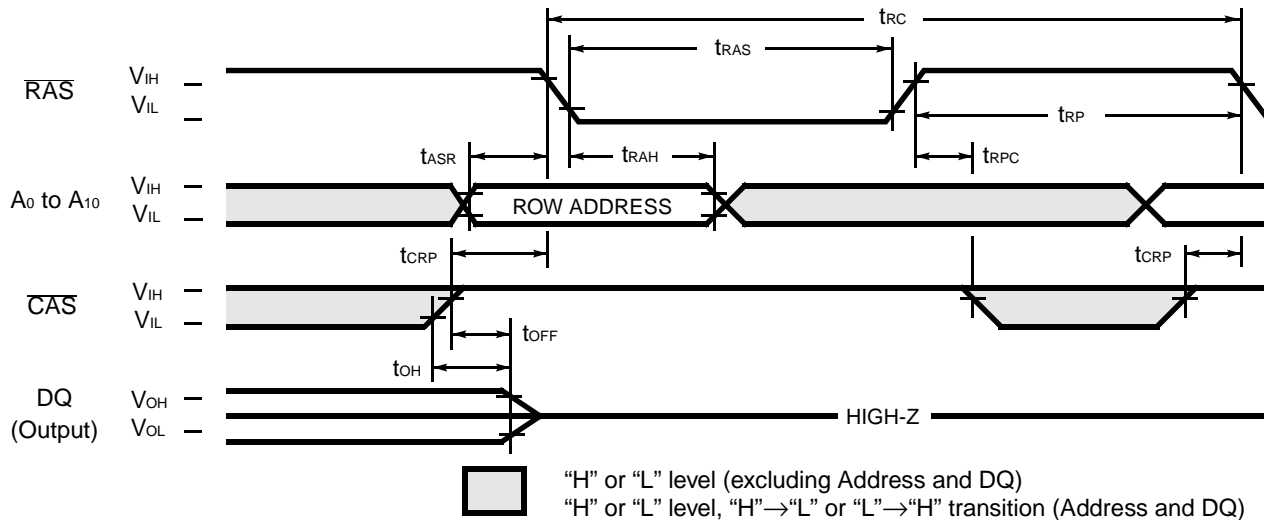 tRC
tRAS
RAS
VIH
VIL
tRP
tASR
tRAH
tRPC
A0 to A10
VIH
VIL
ROW ADDRESS
tCRP
tCRP
CAS
VIH
VIL
tOFF
tOH
DQ
(Output)
VOH
VOL
HIGH-Z
“H” or “L” level (excluding Address and DQ)
“H” or “L” level, “H”→“L” or “L”→“H” transition (Address and DQ)